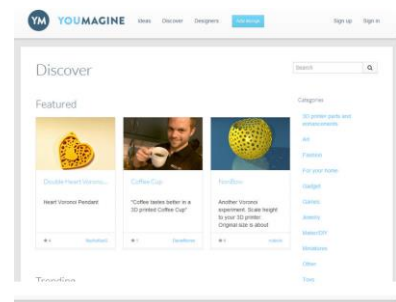 YM YOUMAGINE Ideas Discover Designers Add design Sign up Sign in
Discover
Search
Featured
Categories
3D printer parts and
enhancements
Art
Fashion
For your home
Gadget
Games
Jewelry
Maker/DIY
Miniatures
Other
Toys
Double Heart Vorono...
Heart Voronoi Pendant
Coffee Cup
"Coffee tastes better in a
3D printed Coffee Cup"
Another Voronoi
experiment. Scale height
to your 3D printer.
Original size is about
Trending